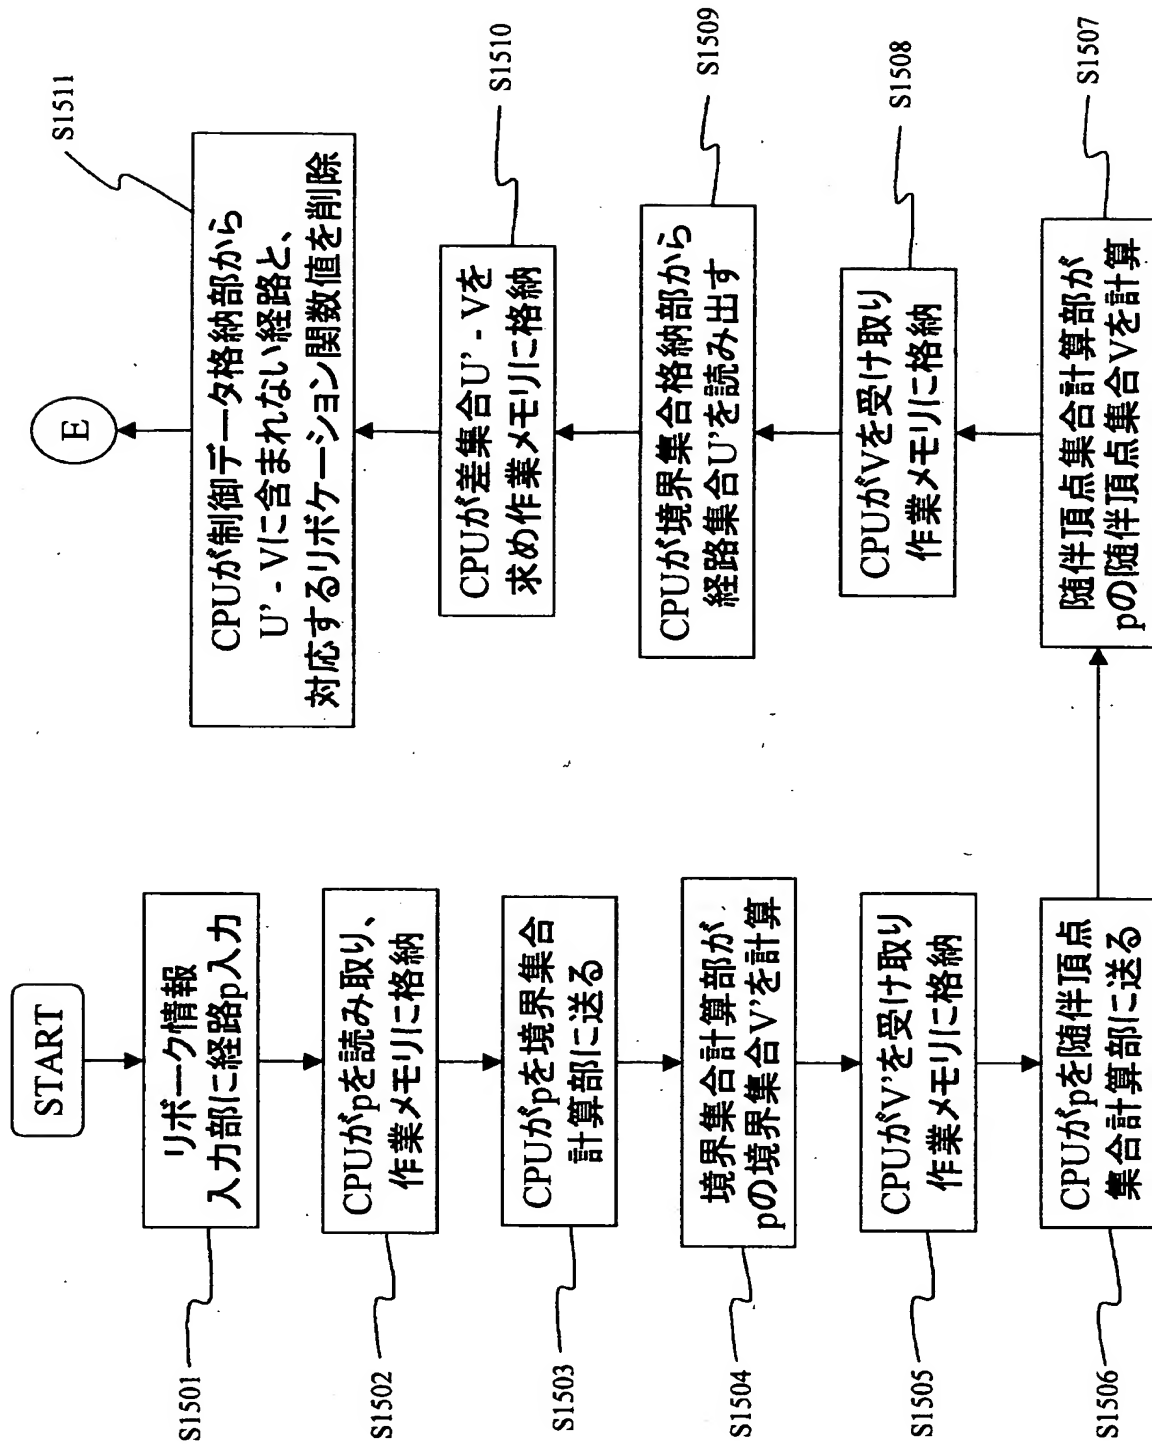 START
リボーク情報
入力部に経路p入力
S1501
CPUがpを読み取り、
作業メモリに格納
S1502
CPUがpを境界集合
計算部に送る
S1503
境界集合計算部が
pの境界集合V'を計算
S1504
CPUがV'を受け取り
作業メモリに格納
S1505
CPUがpを随伴頂点
集合計算部に送る
S1506
随伴頂点集合計算部が
pの随伴頂点集合Vを計算
S1507
CPUがVを受け取り
作業メモリに格納
S1508
CPUが境界集合格納部から
経路集合U'を読み出す
S1509
CPUが差集合U' - Vを
求め作業メモリに格納
S1510
CPUが制御データ格納部から
U' - Vに含まれない経路と、
対応するリボケーション関数値を削除
S1511
E